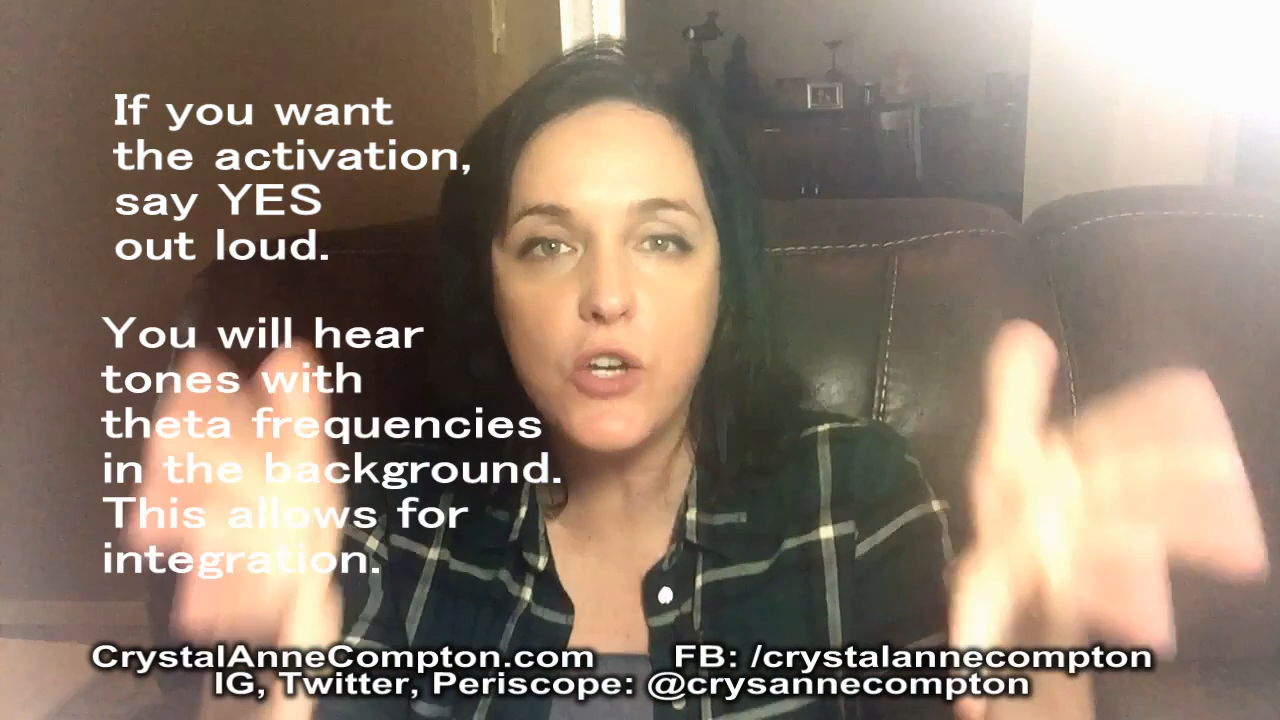 If you want
the activation,
say YES
out loud.
You will hear
tones with
theta frequencies
in the background.
This allows for
integration.
CrystalAnneCompton.com FB: /crystalannecompton
IG, Twitter, Periscope: @crysannecompton